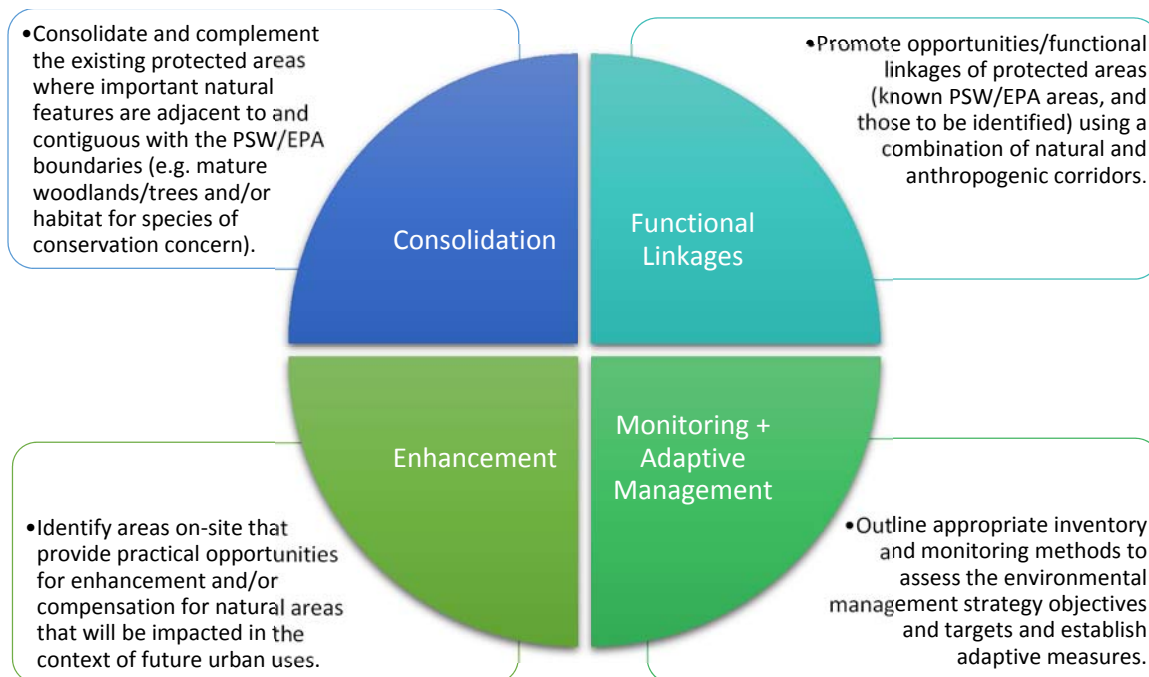 •Consolidate and complement
the existing protected areas
where important natural
features are adjacent to and
contiguous with the PSW/EPA
boundaries (e.g. mature
woodlands/trees and/or
habitat for species of
conservation concern).
Consolidation
•Promote opportunities/functional
linkages of protected areas
(known PSW/EPA areas, and
those to be identified) using a
combination of natural and
anthropogenic corridors.
Functional
Linkages
•Identify areas on-site that
provide practical opportunities
for enhancement and/or
compensation for natural areas
that will be impacted in the
context of future urban uses.
Enhancement
Monitoring +
Adaptive
Management
•Outline appropriate inventory
and monitoring methods to
assess the environmental
management strategy objectives
and targets and establish
adaptive measures.